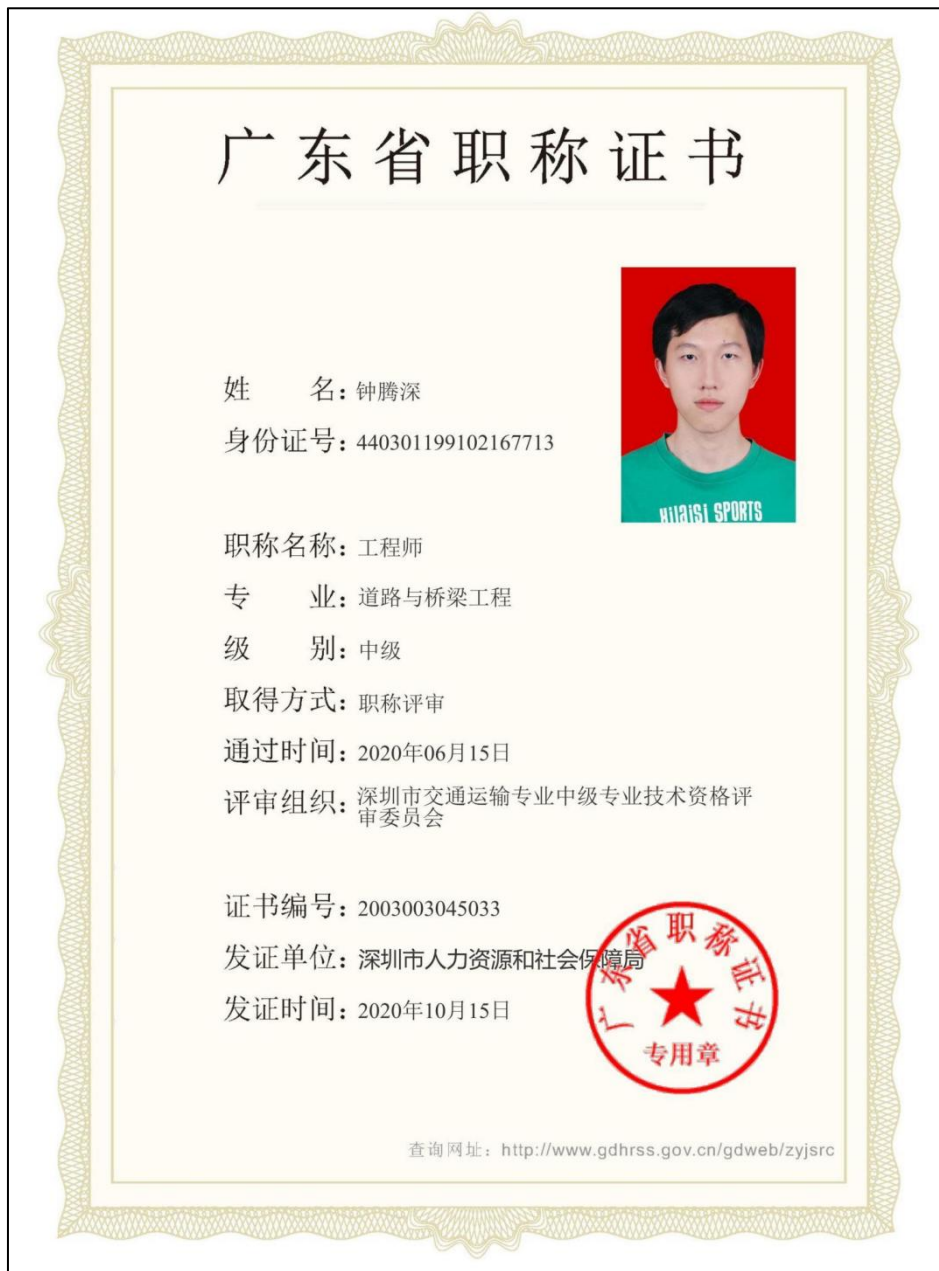 广东省职称证书
Hilaisi SPORTS
姓　　名：钟腾深
身份证号：440301199102167713
职称名称：工程师
专　　业：道路与桥梁工程
级　　别：中级
取得方式：职称评审
通过时间：2020年06月15日
评审组织：深圳市交通运输专业中级专业技术资格评
审委员会
证书编号：2003003045033
发证单位：深圳市人力资源和社会保障局
发证时间：2020年10月15日
广东省职称证书
专用章
查询网址：http://www.gdhrss.gov.cn/gdweb/zyjsrc